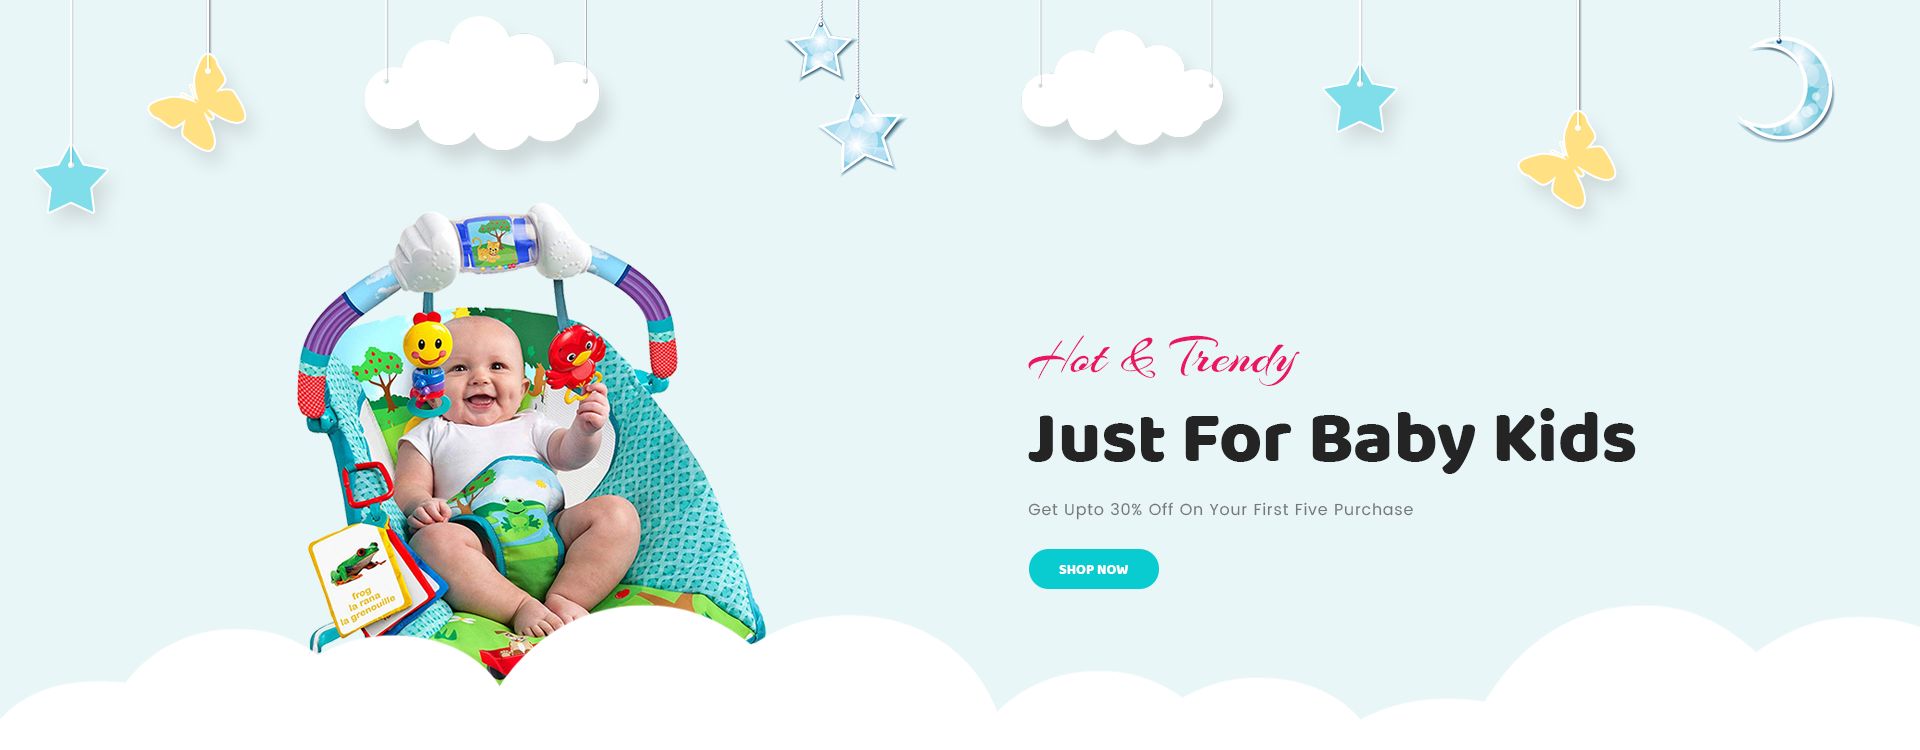 Hot & Trendy
Just For Baby Kids
Get Upto 30% Off On Your First Five Purchase
SHOP NOW
frog
la rana
la grenouille